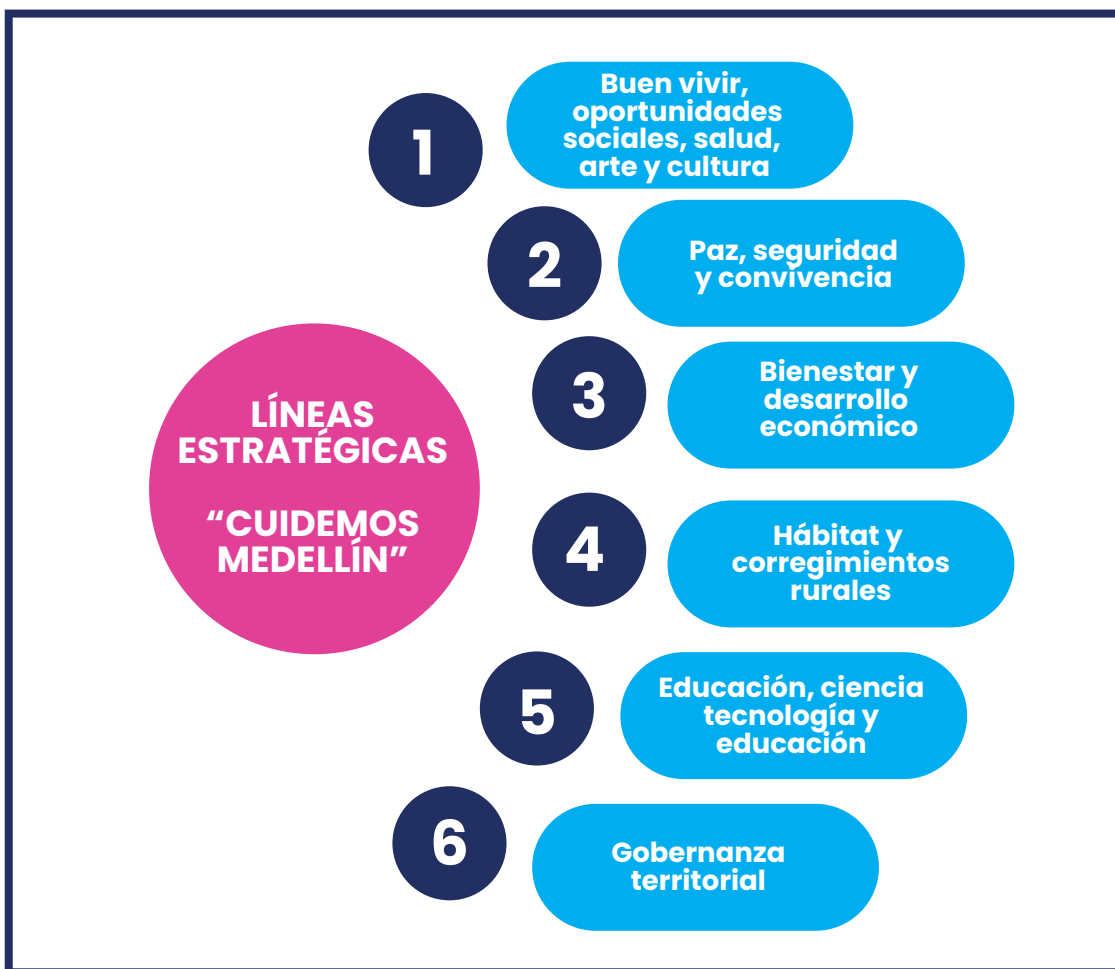 LÍNEAS
ESTRATÉGICAS
“CUIDEMOS
MEDELLÍN”
1
Buen vivir,
oportunidades
sociales, salud,
arte y cultura
2
Paz, seguridad
y convivencia
3
Bienestar y
desarrollo
económico
4
Hábitat y
corregimientos
rurales
5
Educación, ciencia
tecnología y
educación
6
Gobernanza
territorial